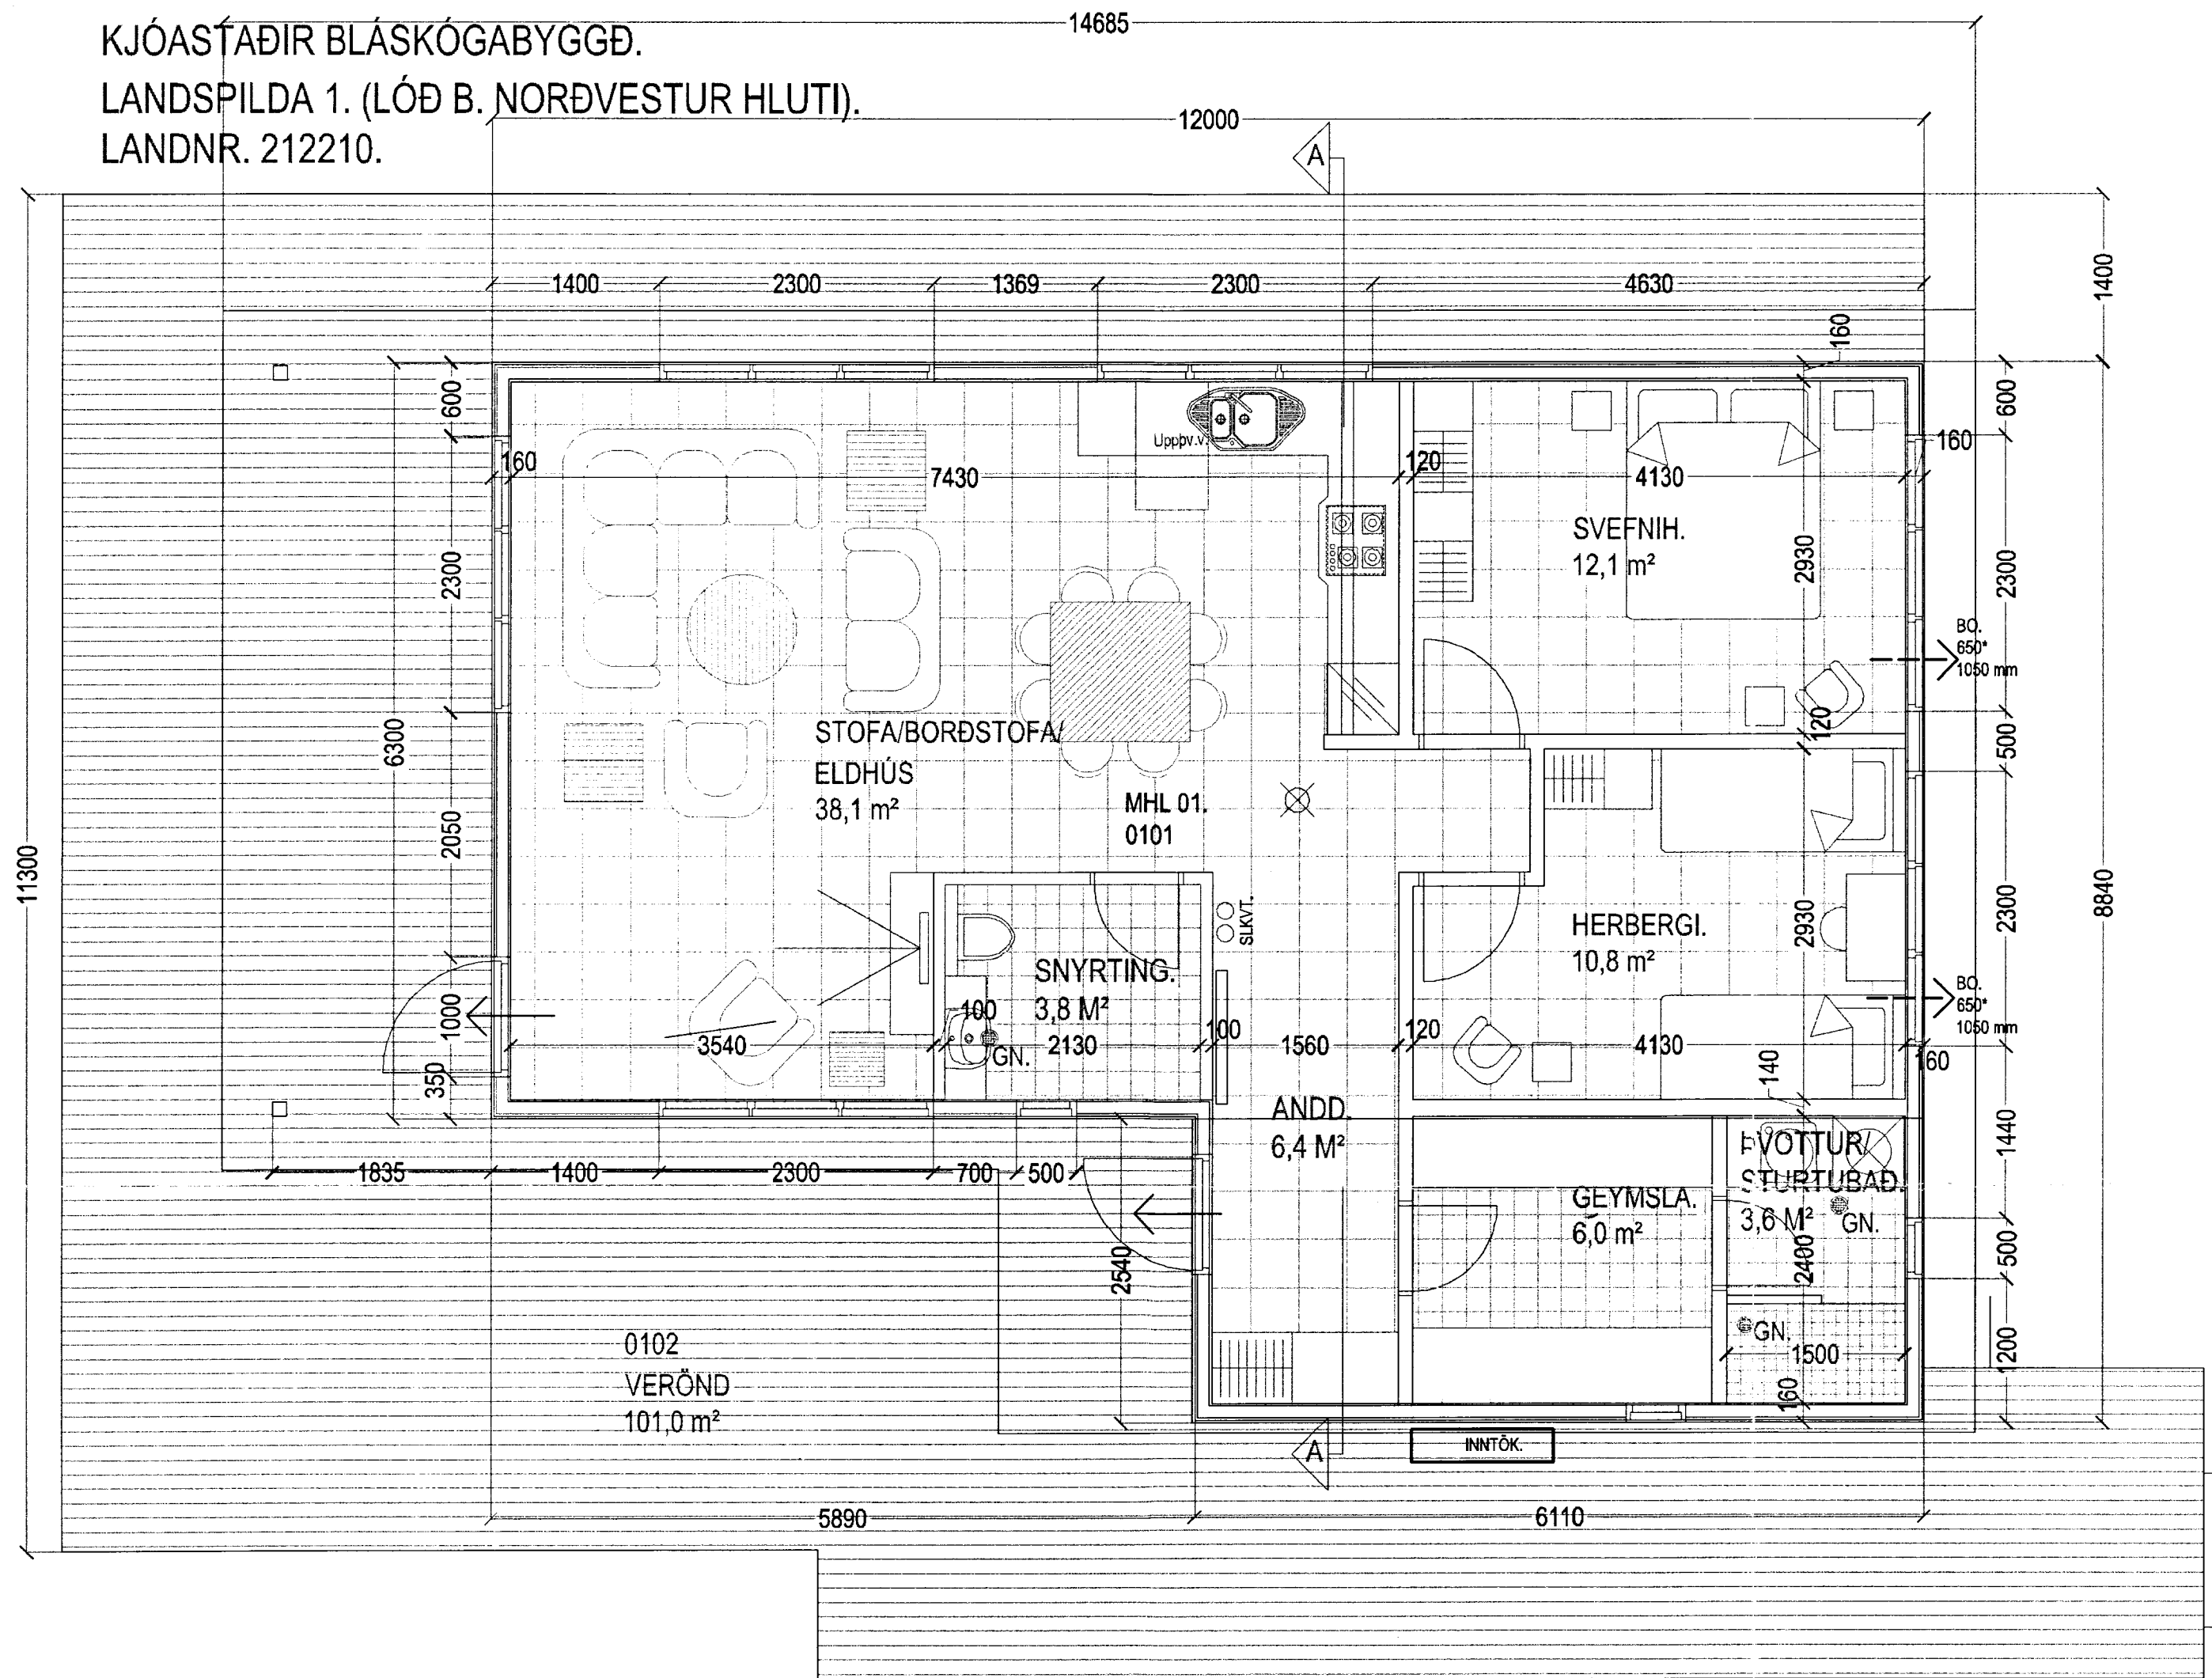 KJÓASTAÐIR BLÁSKÓGABYGGÐ.
LANDSPILDA 1. (LÓÐ B. NORÐVESTUR HLUTI).
LANDNR. 212210.
14685
12000
A
1400
2300
1369
2300
4630
1400
160
600
600
160
7430
120
4130
160
Uppþv.v.
SVEFNIH.
12,1 m²
2930
2300
2300
BO.
650*
1050 mm
6300
STOFA/BORÐSTOFA/
ELDHÚS
38,1 m²
MHL 01.
0101
120
500
2050
11300
8840
SLKVT.
HERBERGI.
10,8 m²
2930
2300
SNYRTING.
3,8 M²
100
GN.
BO.
650*
1050 mm
1000
350
3540
2130
100
1560
120
4130
160
140
ANDD.
6,4 M²
1440
ÞVOTTUR/
STURTUBAÐ.
3,6 M²
GN.
1835
1400
2300
700
500
GEYMSLA.
6,0 m²
2540
2400
500
GN.
1500
1200
160
0102
VERÖND
101,0 m²
A
INNTÖK.
5890
6110